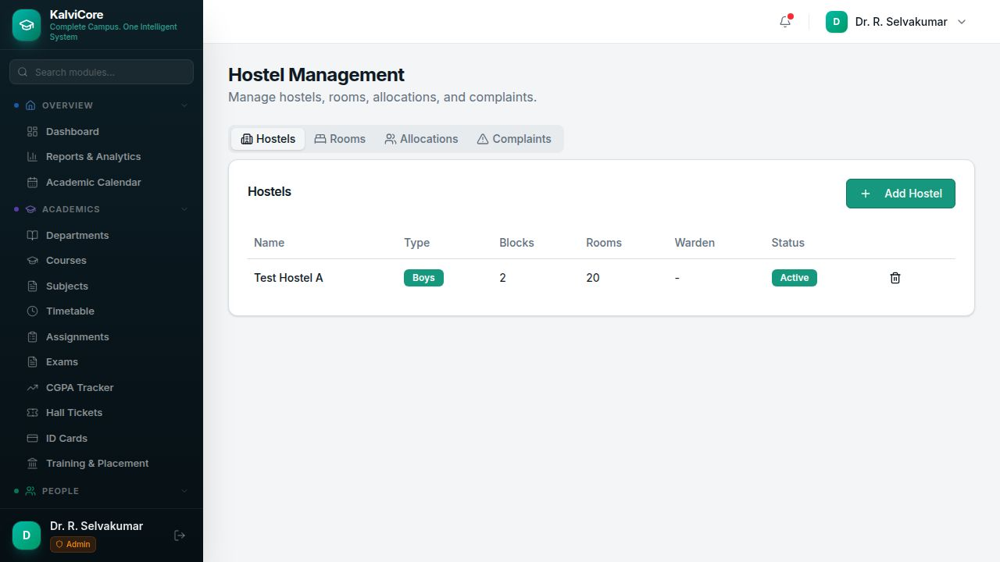 KalviCore
Complete Campus. One Intelligent
System
Search modules...
OVERVIEW
Dashboard
Reports & Analytics
Academic Calendar
ACADEMICS
Departments
Courses
Subjects
Timetable
Assignments
Exams
CGPA Tracker
Hall Tickets
ID Cards
Training & Placement
PEOPLE
D
Dr. R. Selvakumar
Admin
D Dr. R. Selvakumar
Hostel Management
Manage hostels, rooms, allocations, and complaints.
Hostels Rooms Allocations Complaints
Hostels
+ Add Hostel
Name Type Blocks Rooms Warden Status
Test Hostel A Boys 2 20 - Active